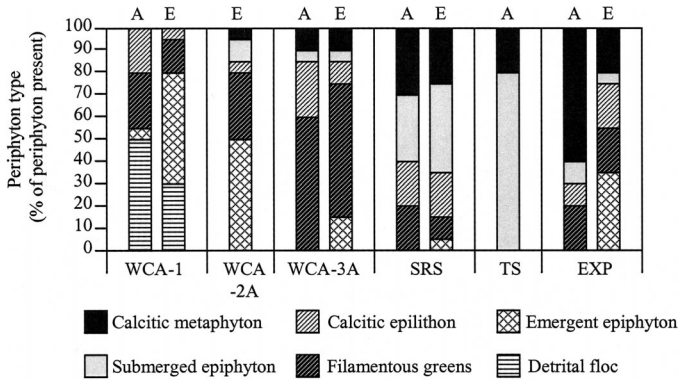 A E E A E A E A A E
Periphyton type
(% of periphyton present)
100
90
80
70
60
50
40
30
20
10
0
WCA-1 WCA WCA-3A SRS TS EXP
-2A
Calcitic metaphyton Calcitic epilithon Emergent epiphyton
Submerged epiphyton Filamentous greens Detrital floc